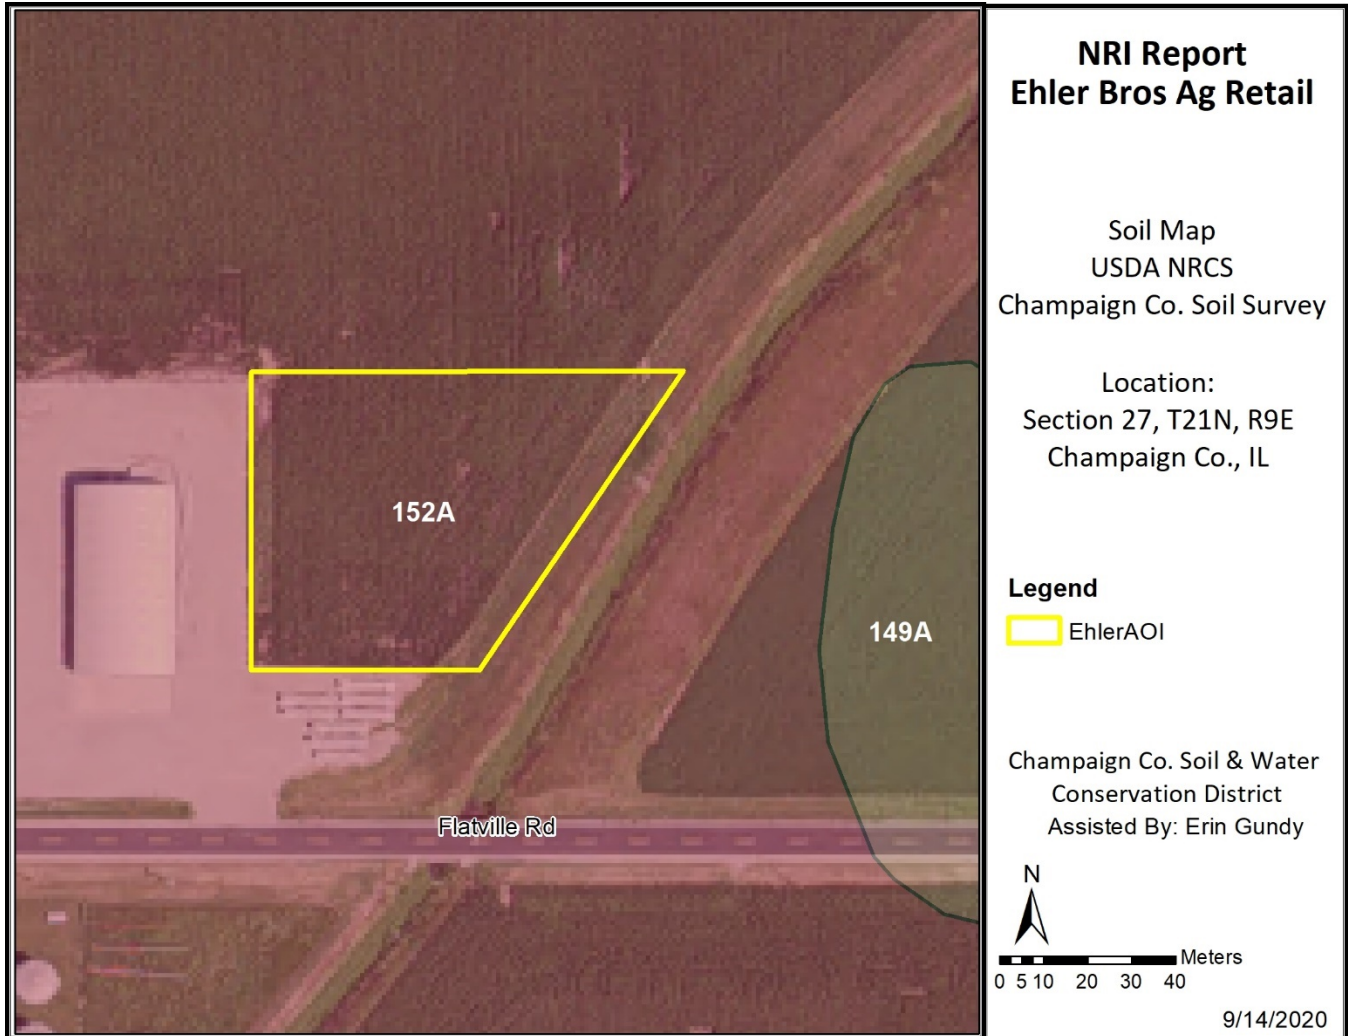 NRI Report
Ehler Bros Ag Retail
Soil Map
USDA NRCS
Champaign Co. Soil Survey
Location:
Section 27, T21N, R9E
Champaign Co., IL
152A
149A
Legend
EhlerAOI
Flatville Rd
Champaign Co. Soil & Water
Conservation District
Assisted By: Erin Gundy
N
Meters
0 5 10 20 30 40
9/14/2020